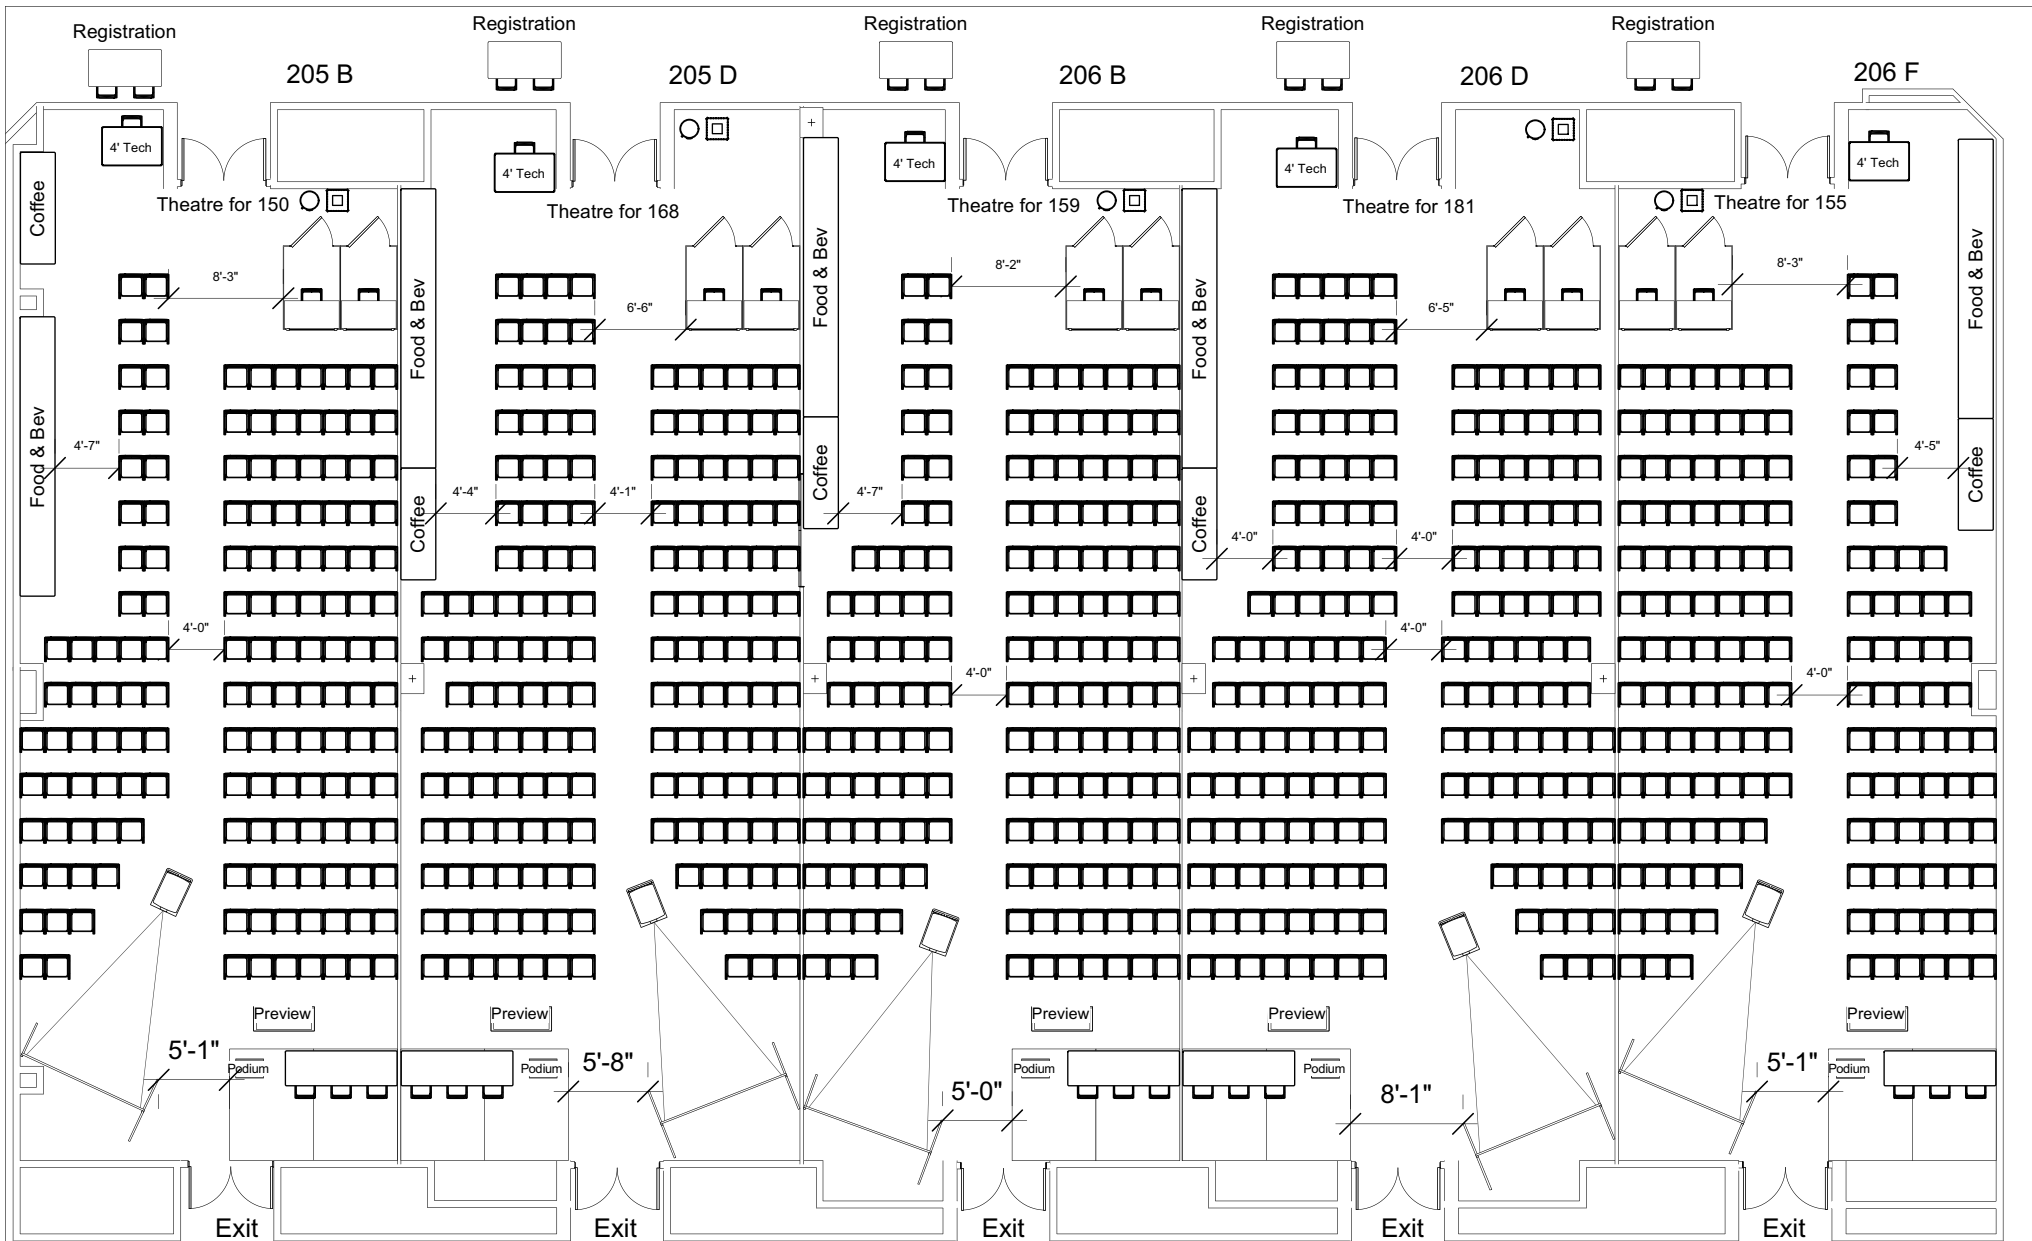 Registration
Registration
Registration
Registration
Registration
205 B
205 D
206 B
206 D
206 F
4' Tech
4' Tech
4' Tech
4' Tech
4' Tech
Theatre for 150
Theatre for 168
Theatre for 159
Theatre for 181
Theatre for 155
Coffee
Food & Bev
Food & Bev
Coffee
Food & Bev
Coffee
Food & Bev
Coffee
Food & Bev
Coffee
8'-3"
6'-6"
8'-2"
6'-5"
8'-3"
4'-7"
4'-4"
4'-1"
4'-7"
4'-0"
4'-0"
4'-5"
4'-0"
4'-0"
4'-0"
4'-0"
Preview
Preview
Preview
Preview
Preview
5'-1"
Podium
Podium
5'-8"
5'-0"
Podium
Podium
8'-1"
5'-1"
Podium
Exit
Exit
Exit
Exit
Exit